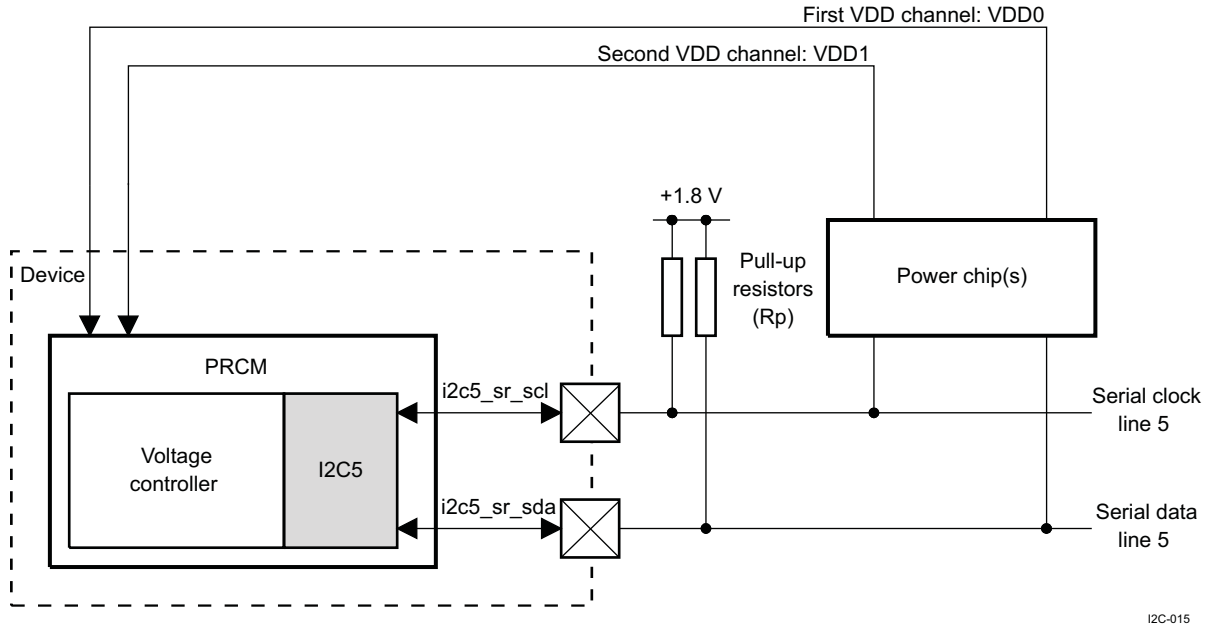 First VDD channel: VDD0
Second VDD channel: VDD1
+1.8 V
Device
Pull-up
resistors
(Rp)
Power chip(s)
PRCM
i2c5_sr_scl
Serial clock
line 5
Voltage
controller
I2C5
i2c5_sr_sda
Serial data
line 5
I2C-015